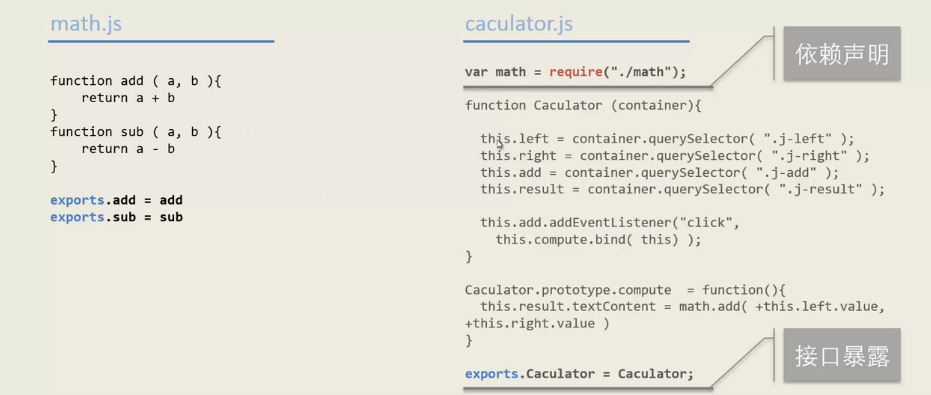 math.js
function add ( a, b ){
    return a + b
}
function sub ( a, b ){
    return a - b
}
exports.add = add
exports.sub = sub
caculator.js
依赖声明
var math = require("./math");
function Caculator (container){
  this.left = container.querySelector( ".j-left" );
  this.right = container.querySelector( ".j-right" );
  this.add = container.querySelector( ".j-add" );
  this.result = container.querySelector( ".j-result" );
  this.add.addEventListener("click",
    this.compute.bind( this) );
}
Caculator.prototype.compute  = function(){
  this.result.textContent = math.add( +this.left.value,
+this.right.value )
}
接口暴露
exports.Caculator = Caculator;